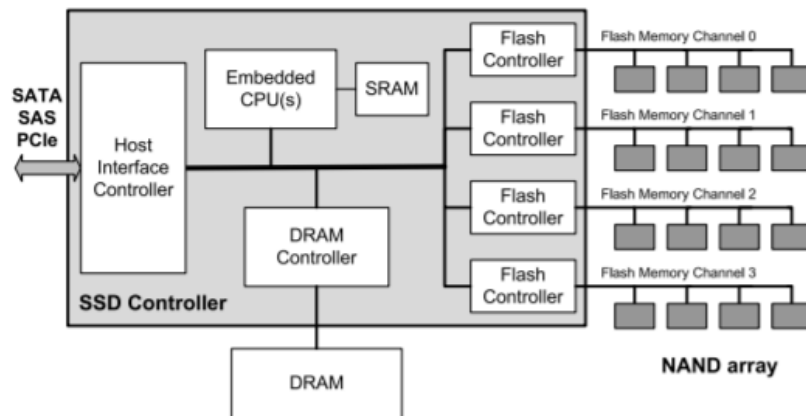 SATA
SAS
PCIe
Host
Interface
Controller
Embedded
CPU(s)
SRAM
DRAM
Controller
SSD Controller
DRAM
Flash
Controller
Flash
Controller
Flash
Controller
Flash
Controller
Flash Memory Channel 0
Flash Memory Channel 1
Flash Memory Channel 2
Flash Memory Channel 3
NAND array